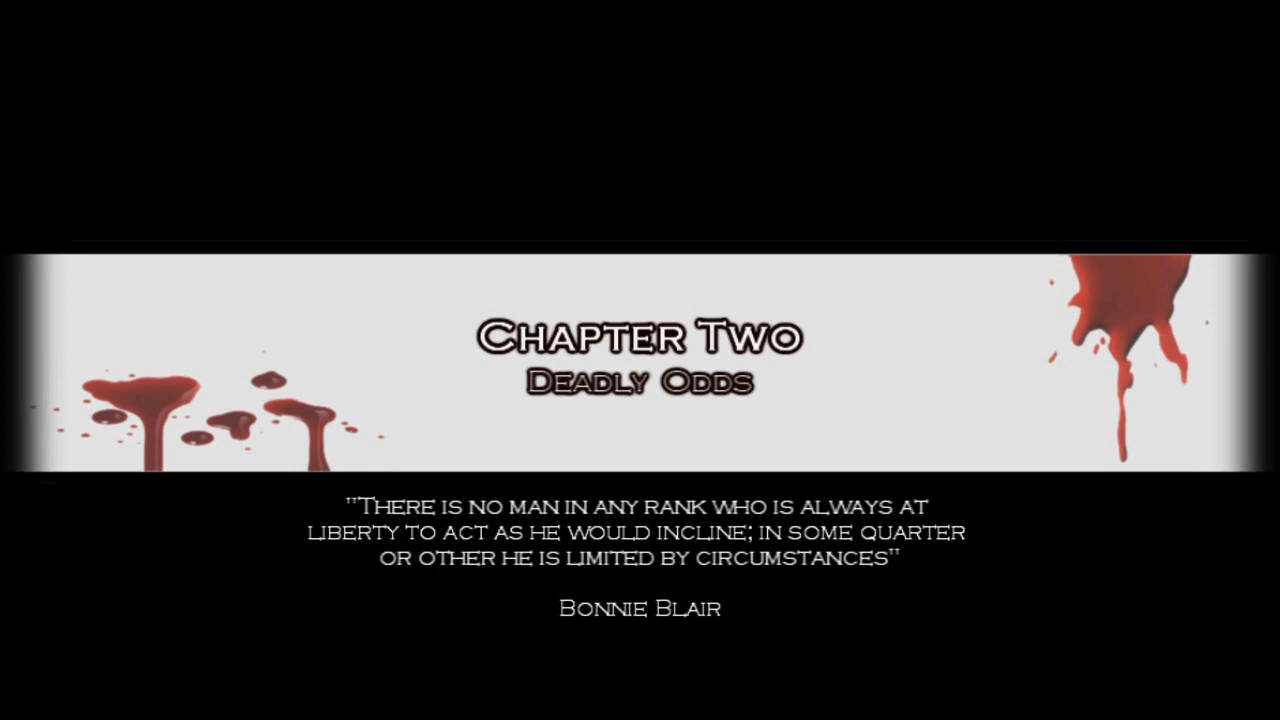 Chapter Two
Deadly Odds
"There is no man in any rank who is always at
liberty to act as he would incline; in some quarter
or other he is limited by circumstances"
Bonnie Blair